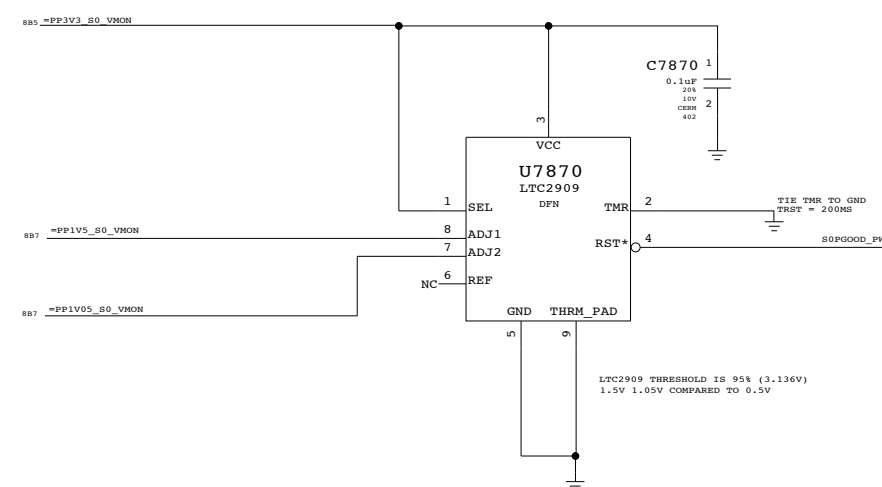 8B5 =PP3V3_S0_VMON
C7870 1
0.1uF
20%
10V 2
CERM
402
3
VCC
U7870
LTC2909
DFN
1 SEL
TMR 2
TIE TMR TO GND
TRST = 200MS
8B7 =PP1V5_S0_VMON
8 ADJ1
7 ADJ2
RST* 4
S0PGOOD_PW
NC 6 REF
8B7 =PP1V05_S0_VMON
GND THRM_PAD
5 9
LTC2909 THRESHOLD IS 95% (3.136V)
1.5V 1.05V COMPARED TO 0.5V